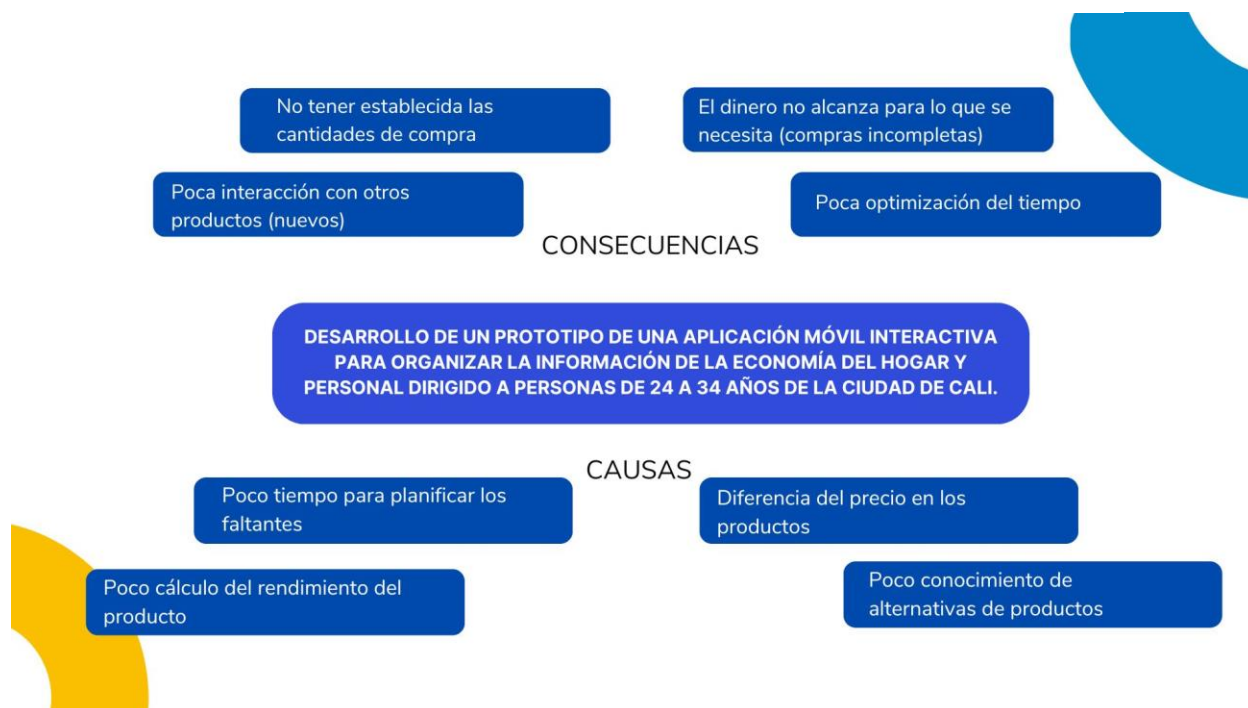 No tener establecida las
cantidades de compra
El dinero no alcanza para lo que se
necesita (compras incompletas)
Poca interacción con otros
productos (nuevos)
Poca optimización del tiempo
CONSECUENCIAS
DESARROLLO DE UN PROTOTIPO DE UNA APLICACIÓN MÓVIL INTERACTIVA
PARA ORGANIZAR LA INFORMACIÓN DE LA ECONOMÍA DEL HOGAR Y
PERSONAL DIRIGIDO A PERSONAS DE 24 A 34 AÑOS DE LA CIUDAD DE CALI.
CAUSAS
Poco tiempo para planificar los
faltantes
Diferencia del precio en los
productos
Poco cálculo del rendimiento del
producto
Poco conocimiento de
alternativas de productos